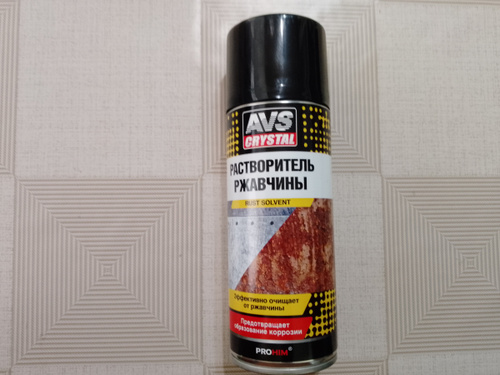 AVS
CRYSTAL
РАСТВОРИТЕЛЬ
РЖАВЧИНЫ
RUST SOLVENT
Эффективно очищает
от ржавчины
Предотвращает
образование коррозии
PROHIM®